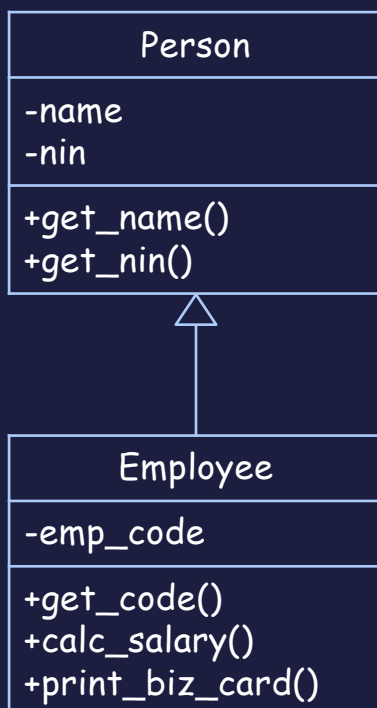 Person
-name
-nin
+get_name()
+get_nin()
Employee
-emp_code
+get_code()
+calc_salary()
+print_biz_card()